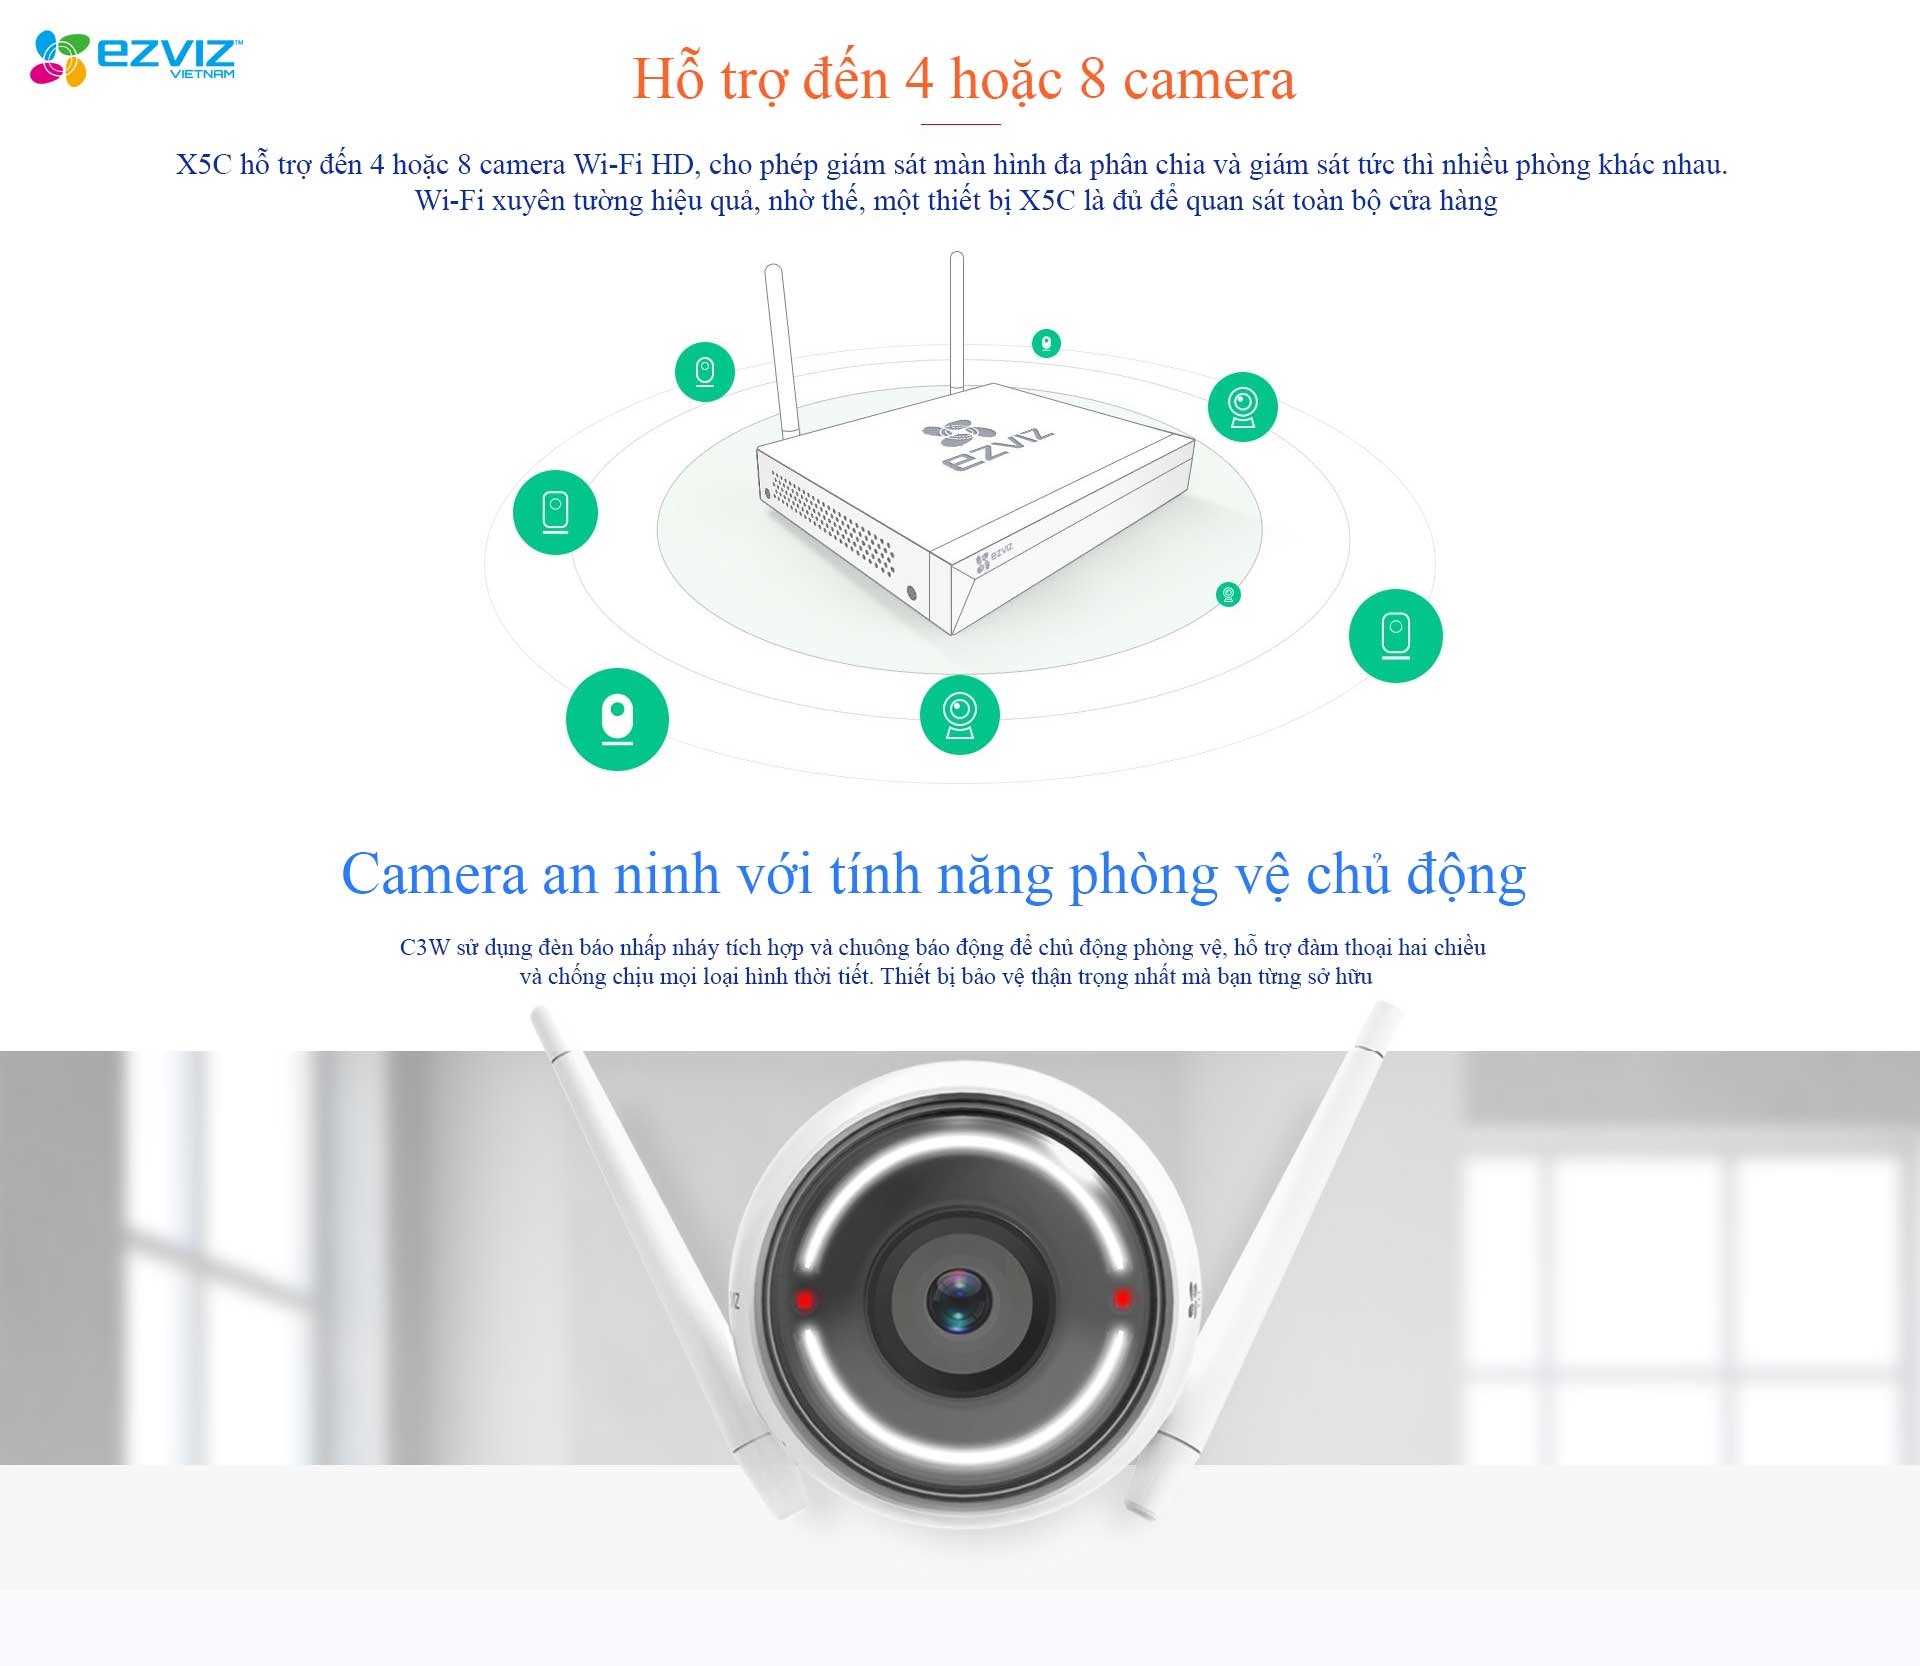 ezviz™
VIETNAM
Hỗ trợ đến 4 hoặc 8 camera
X5C hỗ trợ đến 4 hoặc 8 camera Wi-Fi HD, cho phép giám sát màn hình đa phân chia và giám sát tức thì nhiều phòng khác nhau.
Wi-Fi xuyên tường hiệu quả, nhờ thế, một thiết bị X5C là đủ để quan sát toàn bộ cửa hàng
ezviz
ezviz
Camera an ninh với tính năng phòng vệ chủ động
C3W sử dụng đèn báo nhấp nháy tích hợp và chuông báo động để chủ động phòng vệ, hỗ trợ đàm thoại hai chiều
và chống chịu mọi loại hình thời tiết. Thiết bị bảo vệ thận trọng nhất mà bạn từng sở hữu